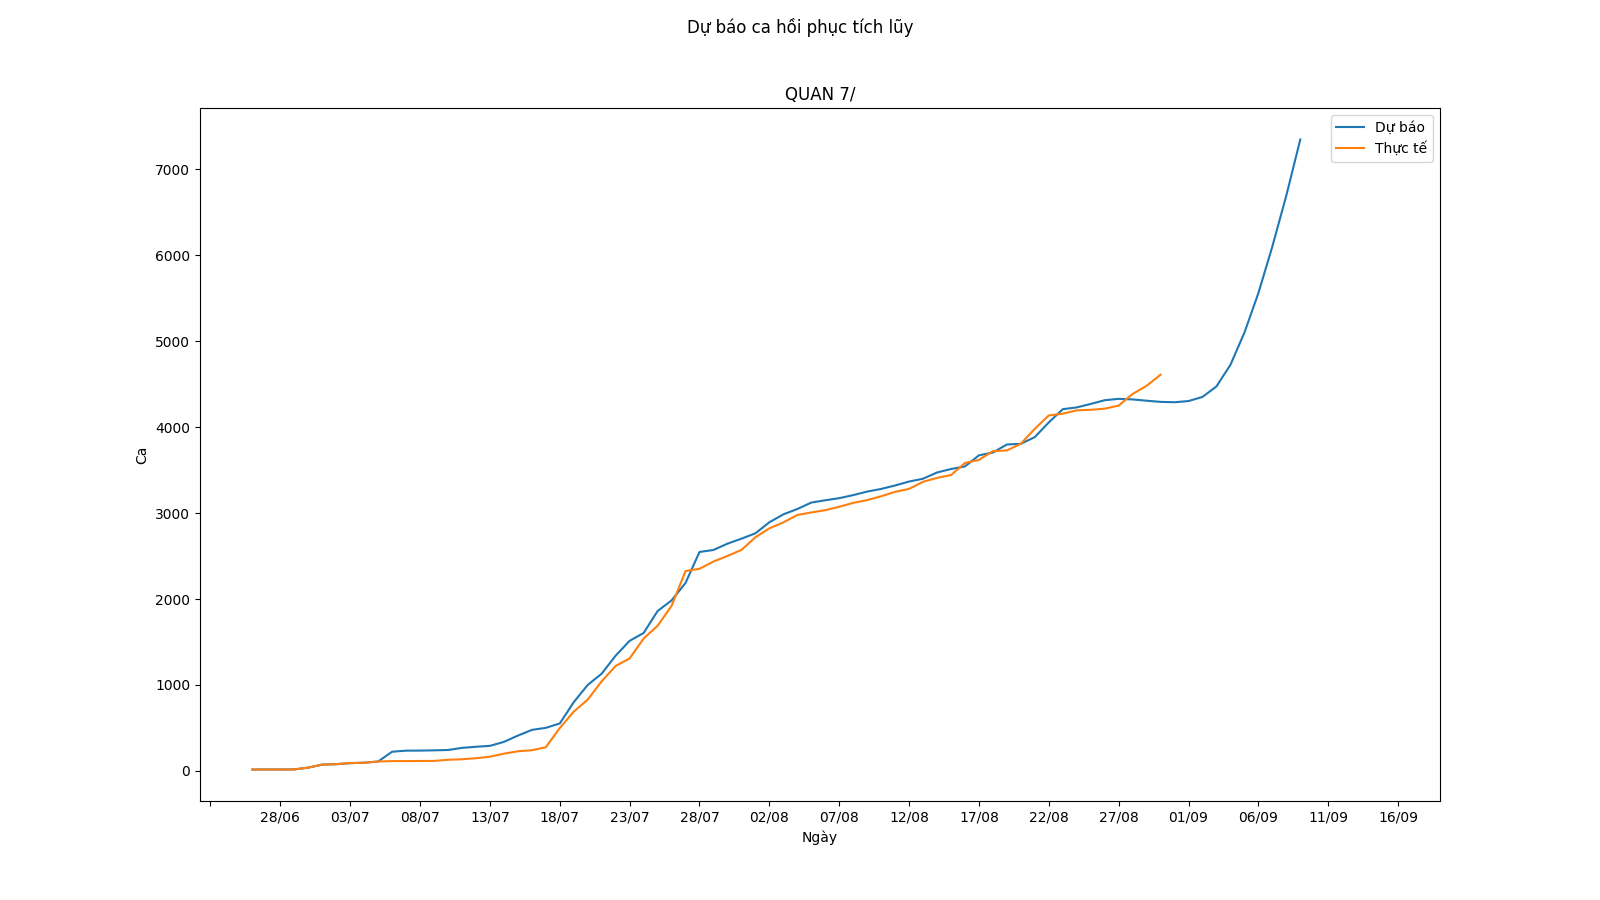 Dự báo ca hồi phục tích lũy
QUAN 7/
Dự báo
Thực tế
7000
6000
5000
4000
3000
2000
1000
0
Ca
28/06 03/07 08/07 13/07 18/07 23/07 28/07 02/08 07/08 12/08 17/08 22/08 27/08 01/09 06/09 11/09 16/09
Ngày